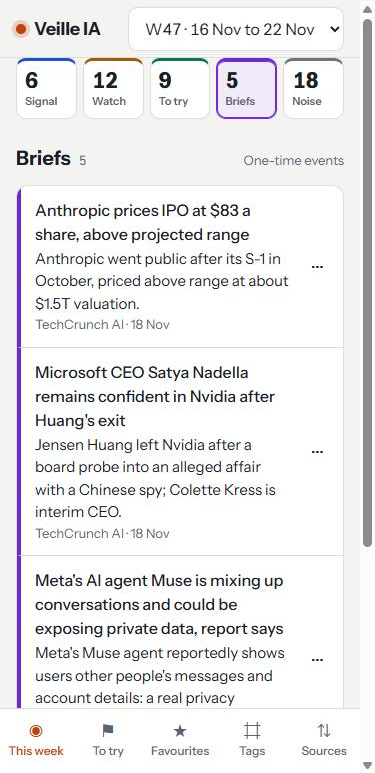 Veille IA
W47 · 16 Nov to 22 Nov
6
Signal
12
Watch
9
To try
5
Briefs
18
Noise
Briefs 5
One-time events
Anthropic prices IPO at $83 a
share, above projected range
Anthropic went public after its S-1 in
October, priced above range at about
$1.5T valuation.
TechCrunch AI · 18 Nov
...
Microsoft CEO Satya Nadella
remains confident in Nvidia after
Huang's exit
Jensen Huang left Nvidia after a
board probe into an alleged affair
with a Chinese spy; Colette Kress is
interim CEO.
TechCrunch AI · 18 Nov
...
Meta's AI agent Muse is mixing up
conversations and could be
exposing private data, report says
Meta's Muse agent reportedly shows
users other people's messages and
account details: a real privacy
...
This week
To try
Favourites
Tags
Sources